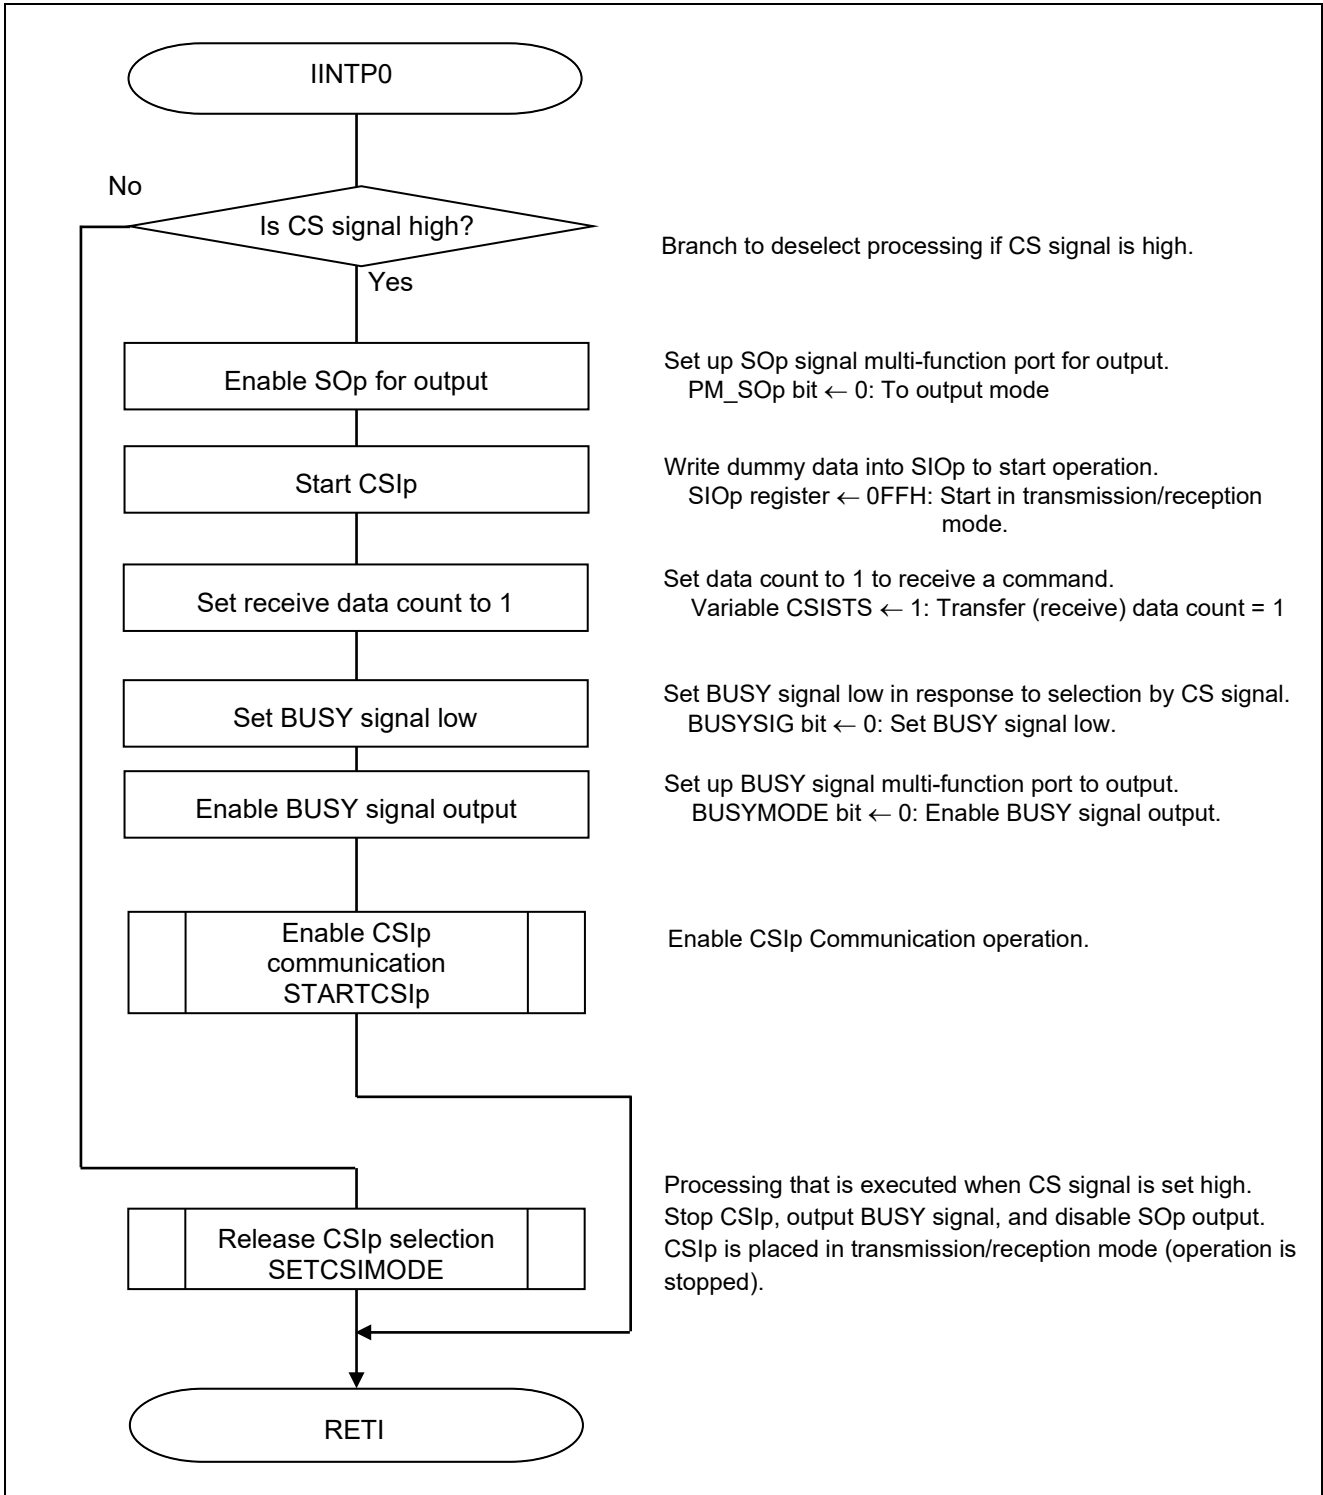 IINTP0
No
Is CS signal high?
Branch to deselect processing if CS signal is high.
Yes
Enable SOp for output
Set up SOp signal multi-function port for output.
PM_SOp bit ← 0: To output mode
Start CSIp
Write dummy data into SIOp to start operation.
SIOp register ← 0FFH: Start in transmission/reception
mode.
Set receive data count to 1
Set data count to 1 to receive a command.
Variable CSISTS ← 1: Transfer (receive) data count = 1
Set BUSY signal low
Set BUSY signal low in response to selection by CS signal.
BUSYSIG bit ← 0: Set BUSY signal low.
Enable BUSY signal output
Set up BUSY signal multi-function port to output.
BUSYMODE bit ← 0: Enable BUSY signal output.
Enable CSIp
communication
STARTCSIp
Enable CSIp Communication operation.
Release CSIp selection
SETCSIMODE
Processing that is executed when CS signal is set high.
Stop CSIp, output BUSY signal, and disable SOp output.
CSIp is placed in transmission/reception mode (operation is
stopped).
RETI